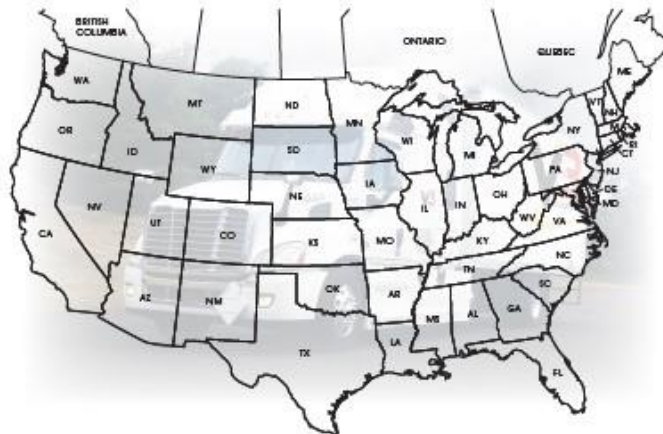 BRITISH
COLUMBIA
ONTARIO
QUEBEC
WA
MT
ND
MN
ME
VT
NH
OR
ID
SD
WI
MI
NY
RI
CT
WY
IA
PA
NJ
NE
IL
IN
OH
DE
MD
NV
UT
CO
WV
VA
CA
KS
MO
KY
NC
TN
AZ
NM
OK
AR
SC
MS
AL
GA
TX
LA
FL